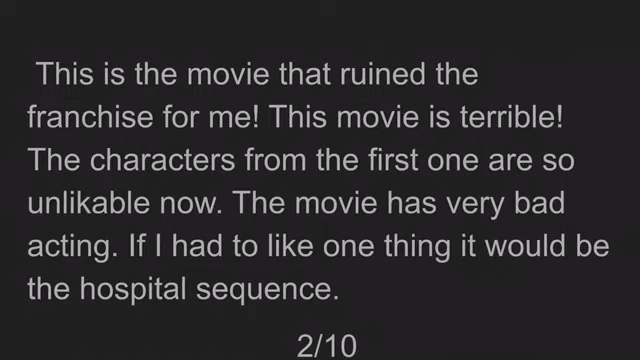 This is the movie that ruined the
franchise for me! This movie is terrible!
The characters from the first one are so
unlikable now. The movie has very bad
acting. If I had to like one thing it would be
the hospital sequence.
2/10